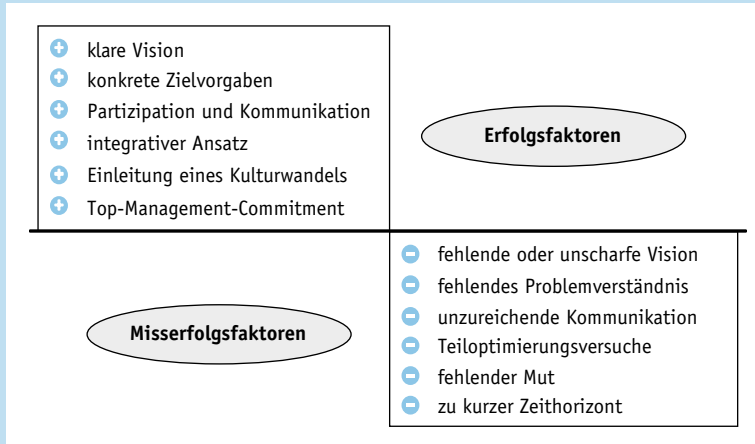 klare Vision
konkrete Zielvorgaben
Partizipation und Kommunikation
integrativer Ansatz
Einleitung eines Kulturwandels
Top-Management-Commitment
Erfolgsfaktoren
Misserfolgsfaktoren
fehlende oder unscharfe Vision
fehlendes Problemverständnis
unzureichende Kommunikation
Teiloptimierungsversuche
fehlender Mut
zu kurzer Zeithorizont